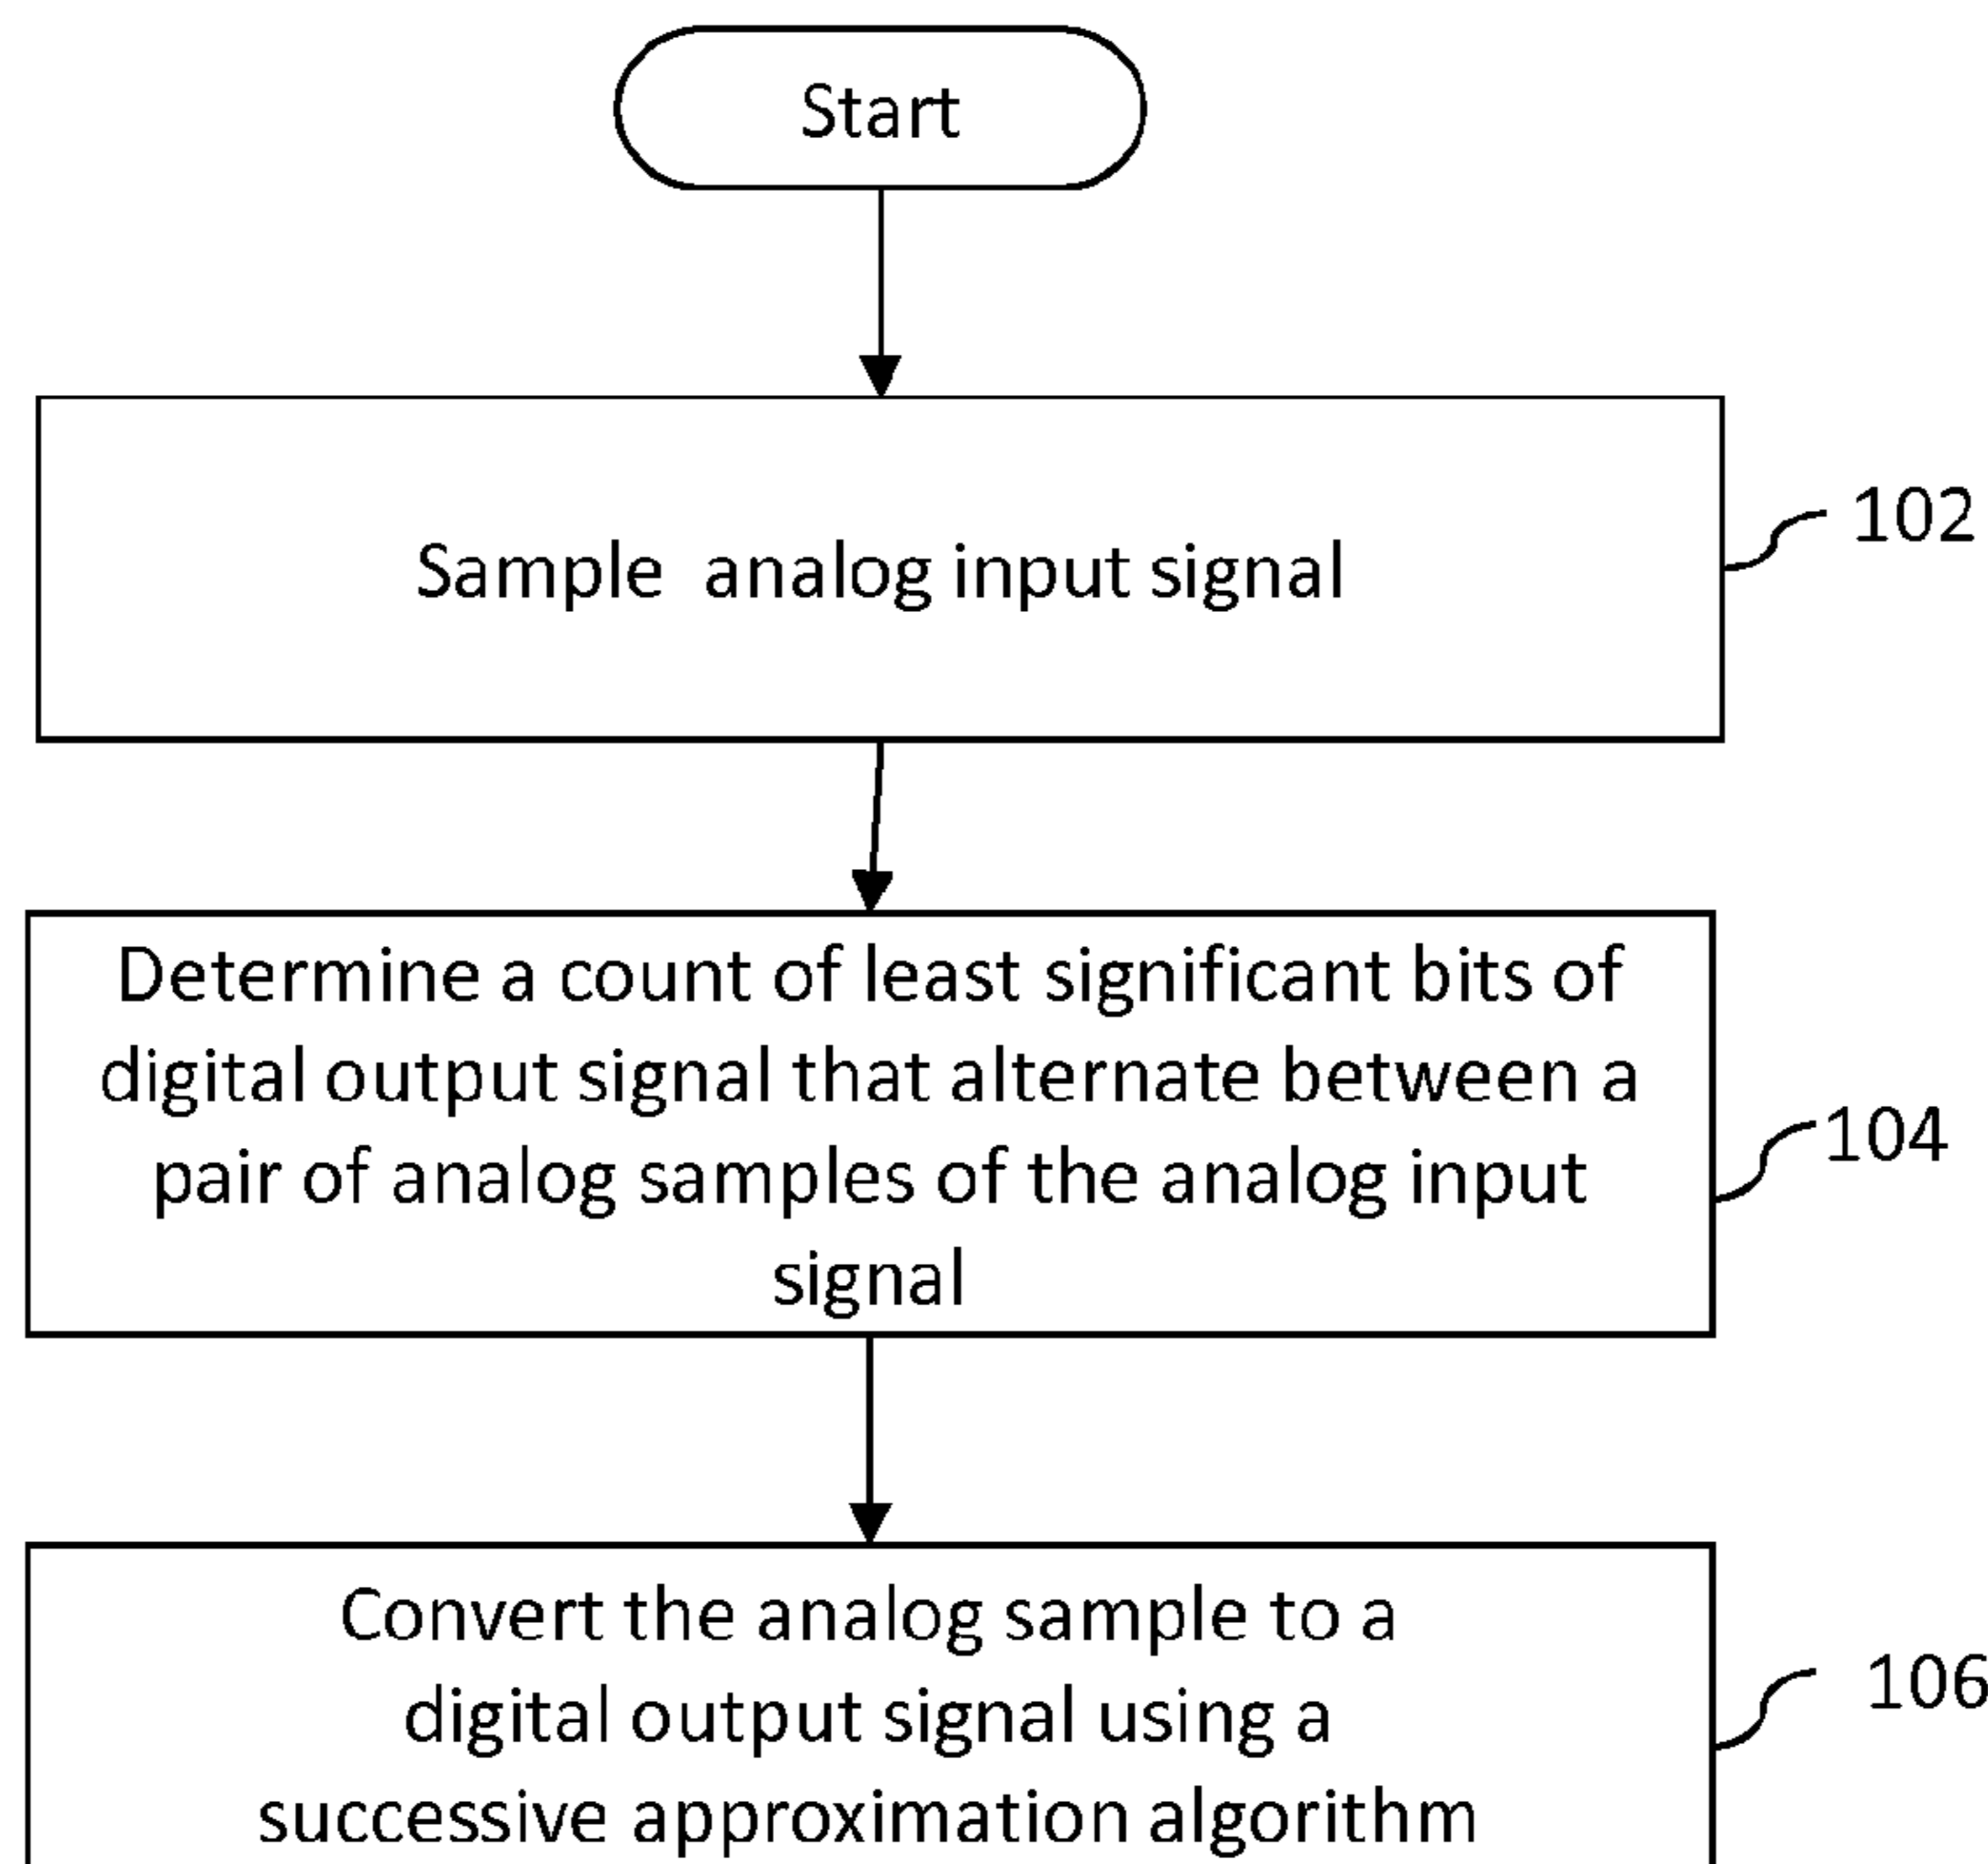 Start
Sample analog input signal
102
Determine a count of least significant bits of
digital output signal that alternate between a
pair of analog samples of the analog input
signal
104
Convert the analog sample to a
digital output signal using a
successive approximation algorithm
106